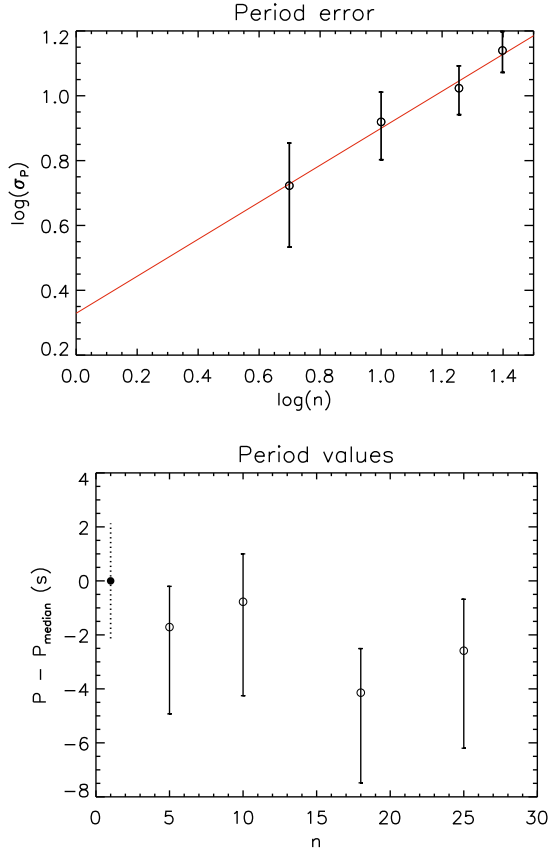 Period error
log(σP)
1.2
1.0
0.8
0.6
0.4
0.2
0.0 0.2 0.4 0.6 0.8 1.0 1.2 1.4
log(n)
Period values
P − Pmedian (s)
4
2
0
−2
−4
−6
−8
0 5 10 15 20 25 30
n